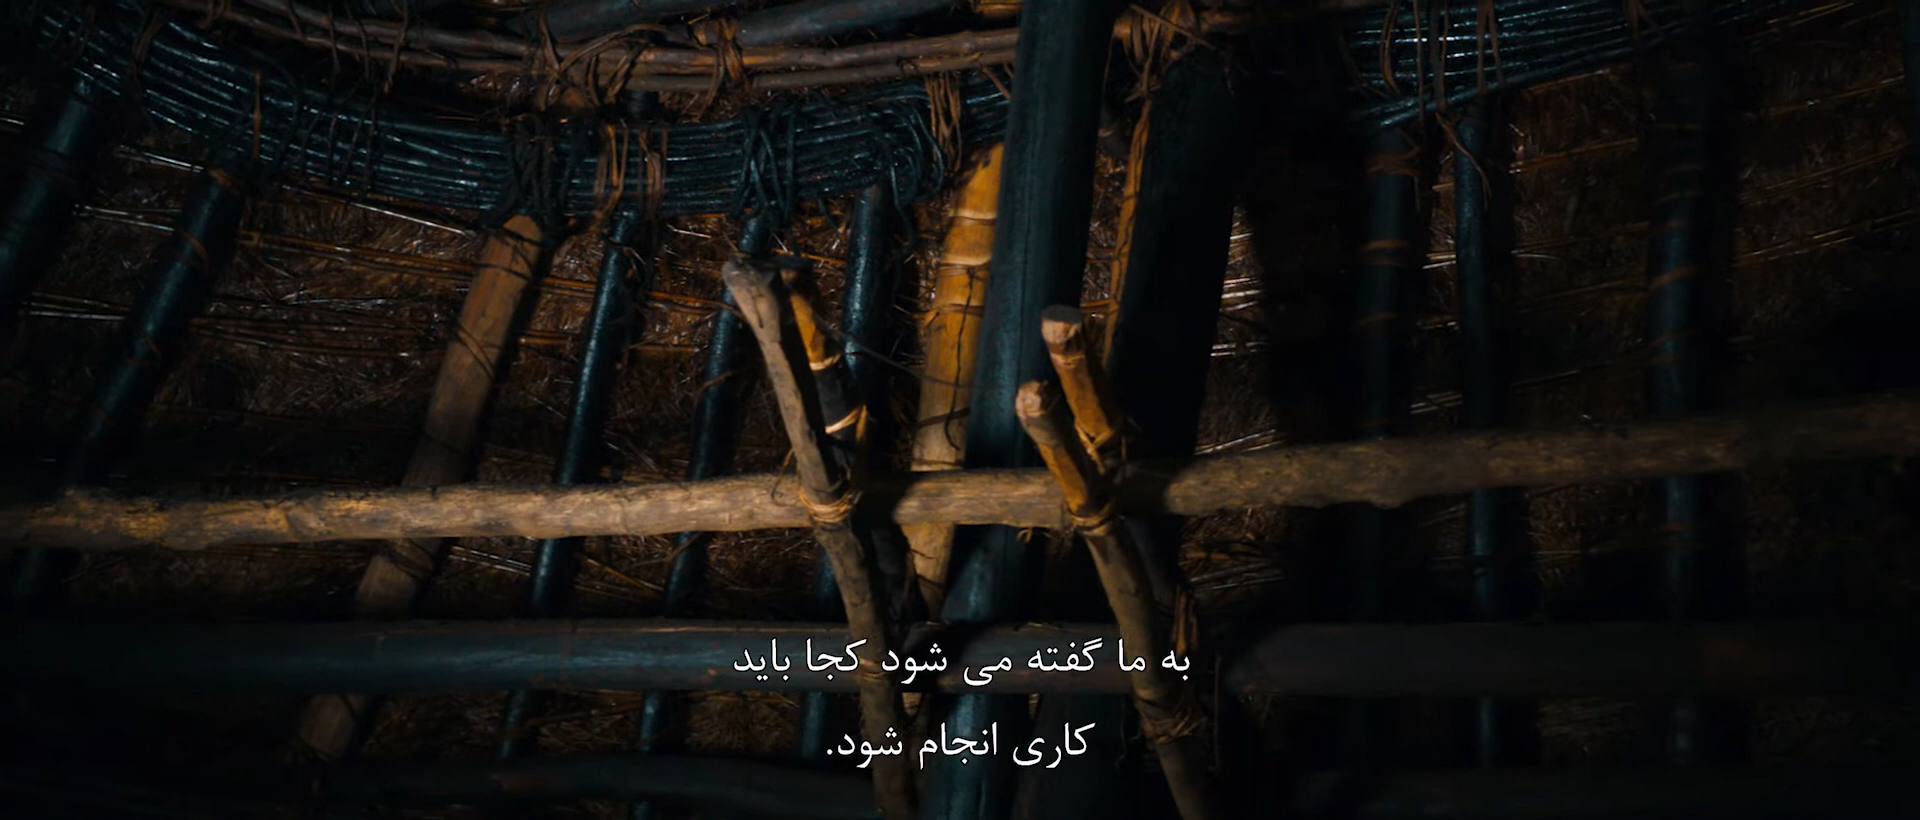 به ما گفته می شود کجا باید
کاری انجام شود.